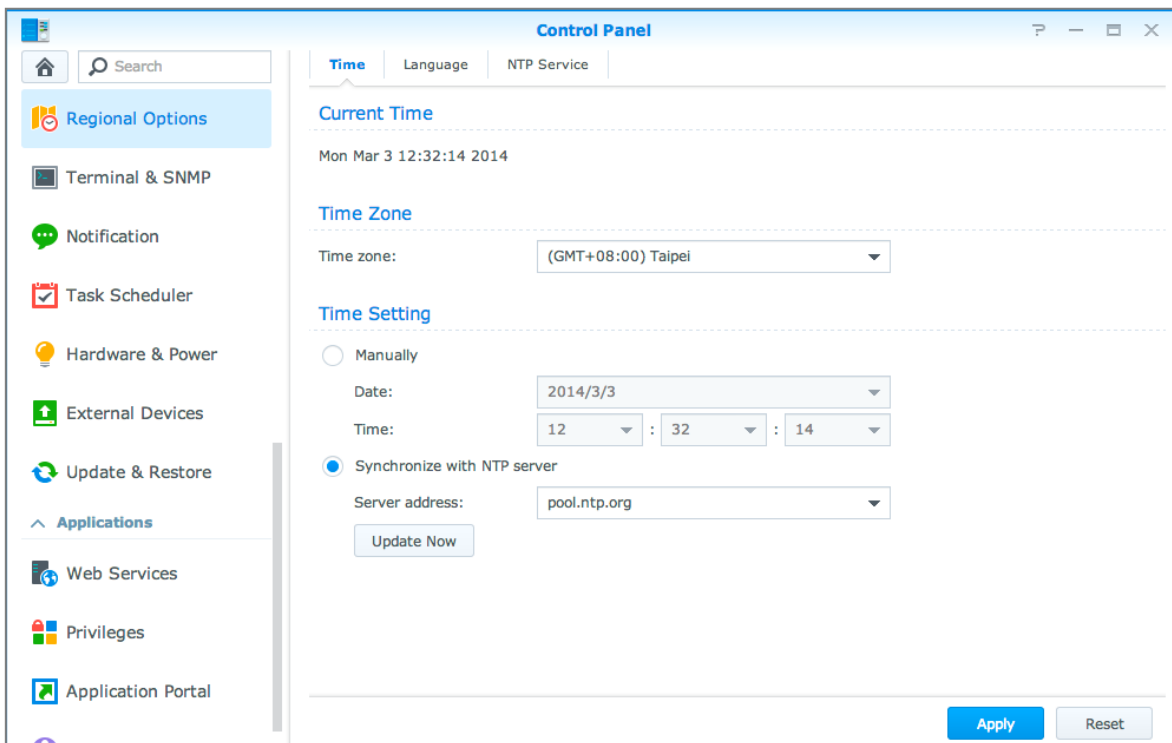 Control Panel
Search
Time Language NTP Service
Regional Options
Terminal & SNMP
Notification
Task Scheduler
Hardware & Power
External Devices
Update & Restore
Applications
Web Services
Privileges
Application Portal
Current Time
Mon Mar 3 12:32:14 2014
Time Zone
Time zone: (GMT+08:00) Taipei
Time Setting
Manually
Date: 2014/3/3
Time: 12 : 32 : 14
Synchronize with NTP server
Server address: pool.ntp.org
Update Now
Apply Reset